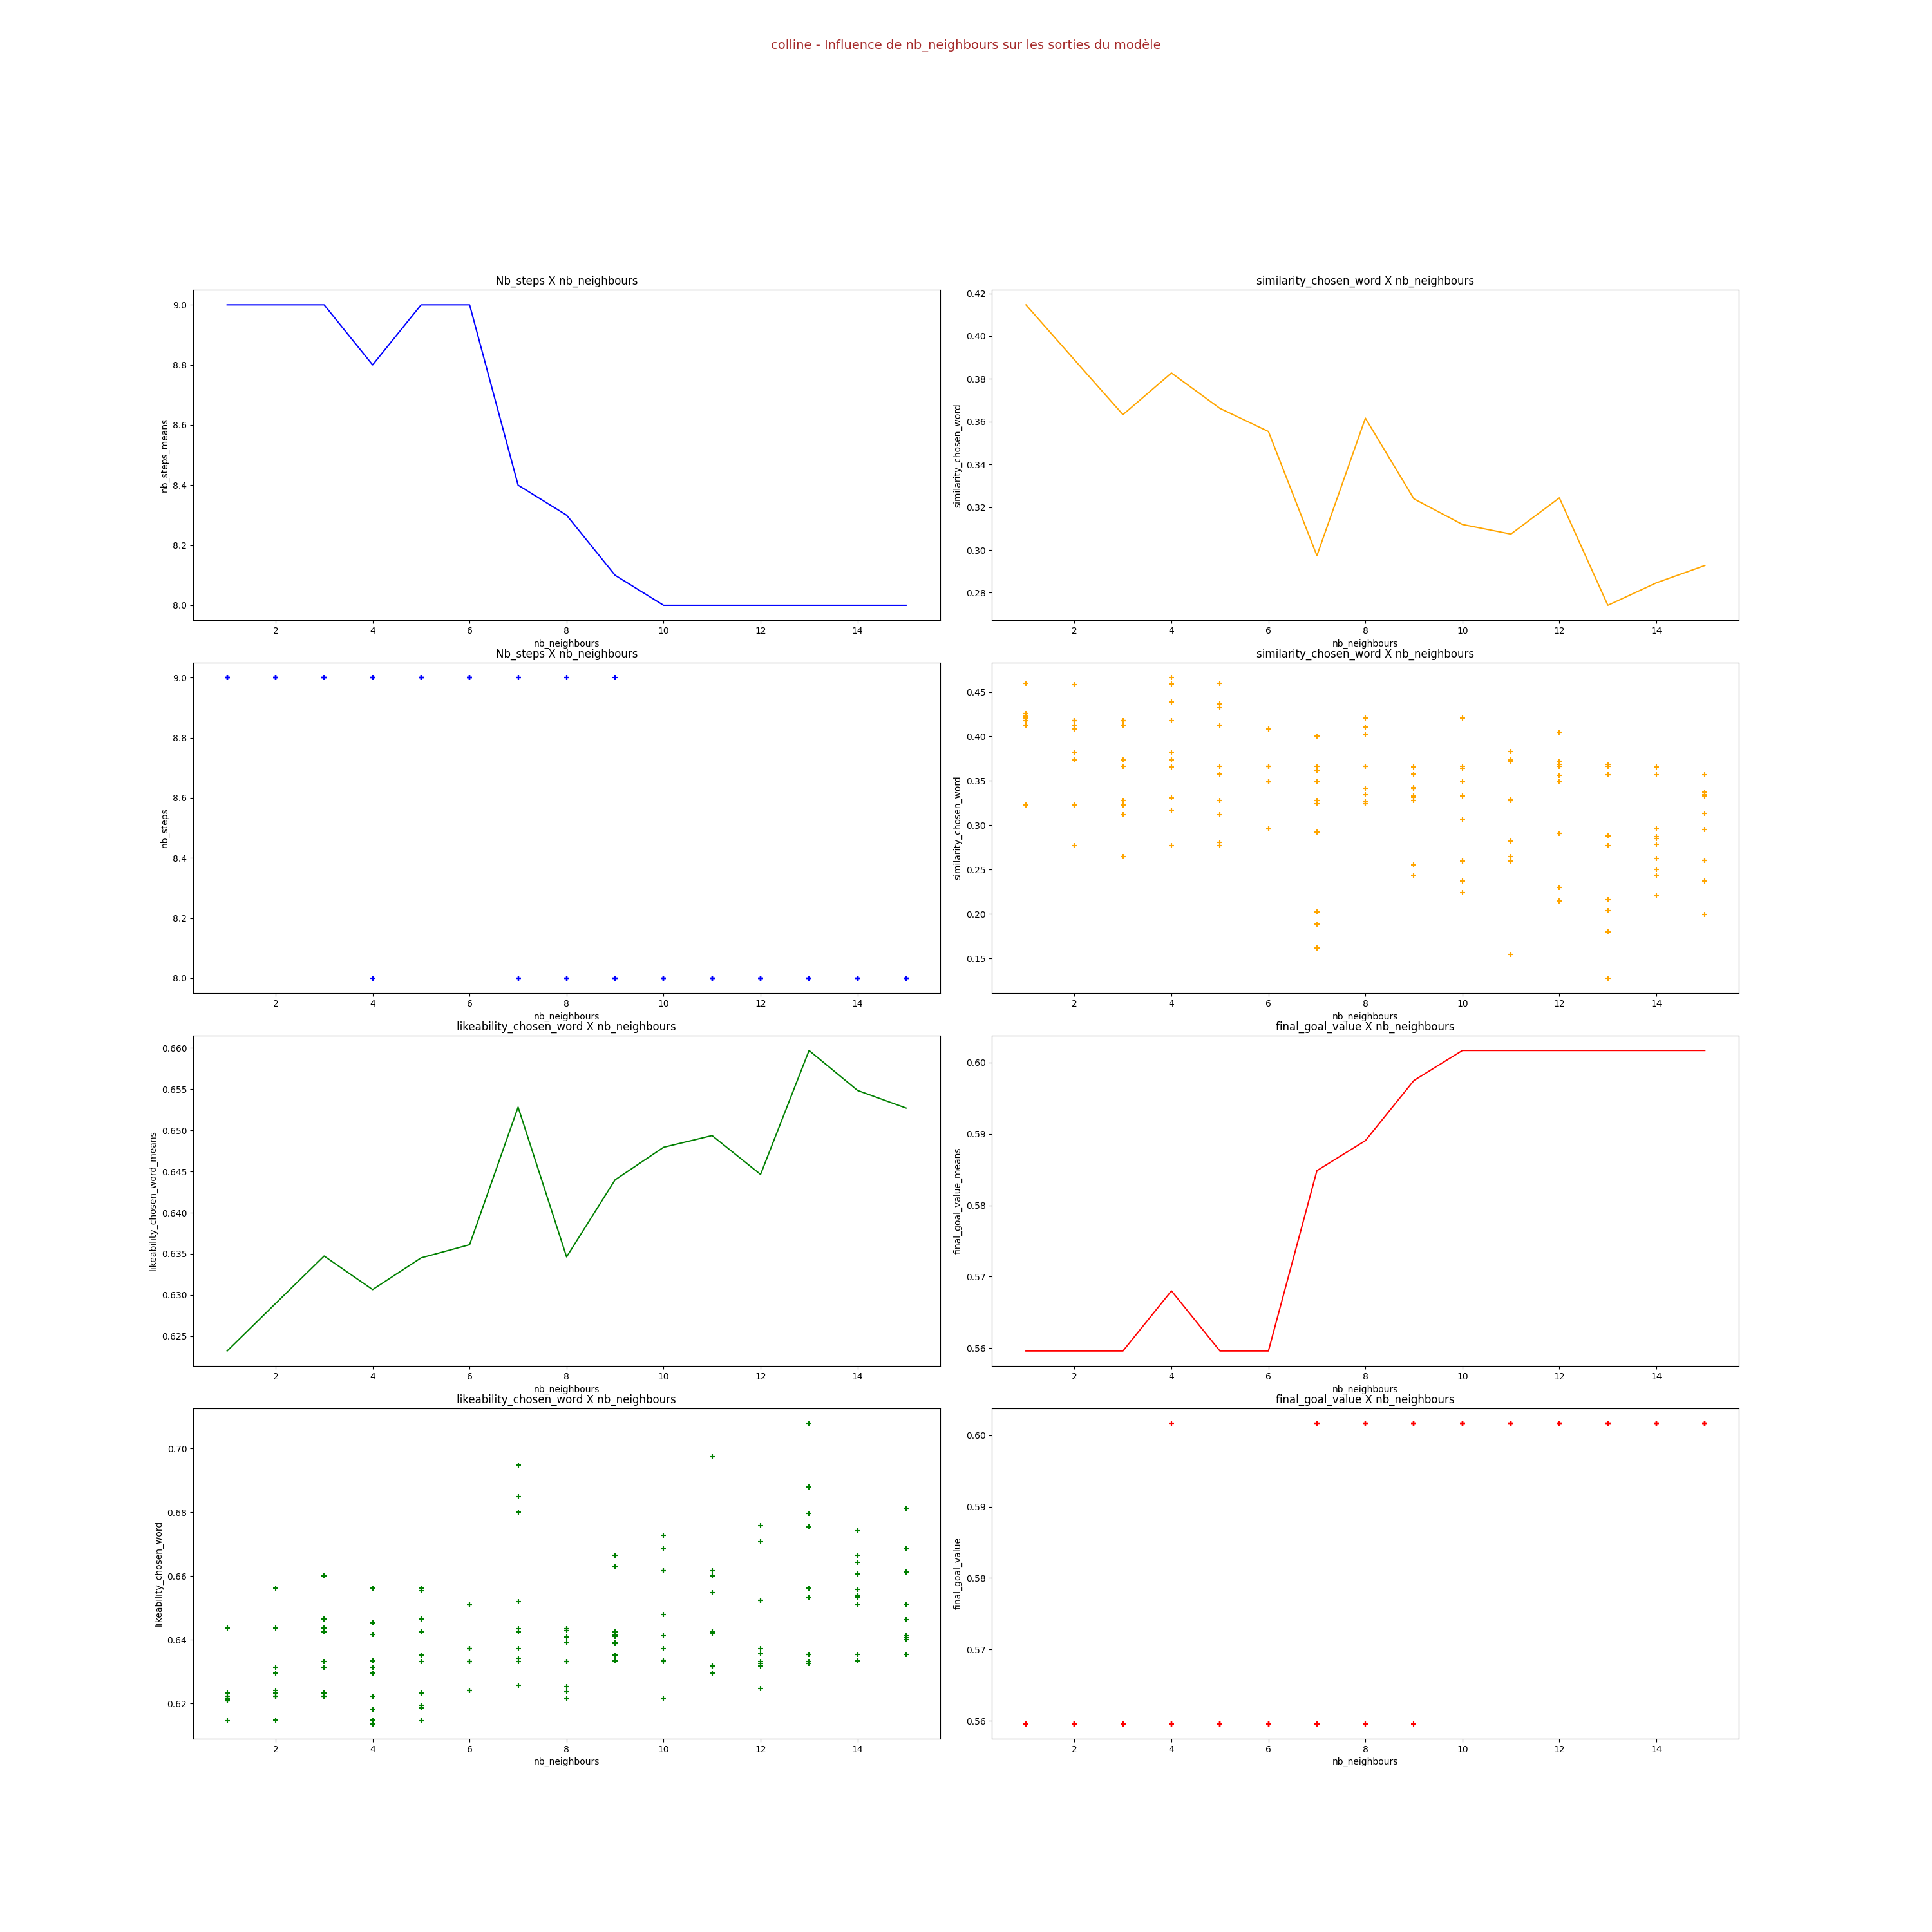 colline - Influence de nb_neighbours sur les sorties du modèle
Nb_steps X nb_neighbours
9.0
8.8
8.6
8.4
8.2
8.0
nb_steps_means
2 4 6 8 10 12 14
nb_neighbours
similarity_chosen_word X nb_neighbours
0.42
0.40
0.38
0.36
0.34
0.32
0.30
0.28
similarity_chosen_word
2 4 6 8 10 12 14
nb_neighbours
Nb_steps X nb_neighbours
9.0
8.8
8.6
8.4
8.2
8.0
nb_steps
2 4 6 8 10 12 14
nb_neighbours
similarity_chosen_word X nb_neighbours
0.45
0.40
0.35
0.30
0.25
0.20
0.15
similarity_chosen_word
2 4 6 8 10 12 14
nb_neighbours
likeability_chosen_word X nb_neighbours
0.660
0.655
0.650
0.645
0.640
0.635
0.630
0.625
likeability_chosen_word_means
2 4 6 8 10 12 14
nb_neighbours
final_goal_value X nb_neighbours
0.60
0.59
0.58
0.57
0.56
final_goal_value_means
2 4 6 8 10 12 14
nb_neighbours
likeability_chosen_word X nb_neighbours
0.70
0.68
0.66
0.64
0.62
likeability_chosen_word
2 4 6 8 10 12 14
nb_neighbours
final_goal_value X nb_neighbours
0.60
0.59
0.58
0.57
0.56
final_goal_value
2 4 6 8 10 12 14
nb_neighbours